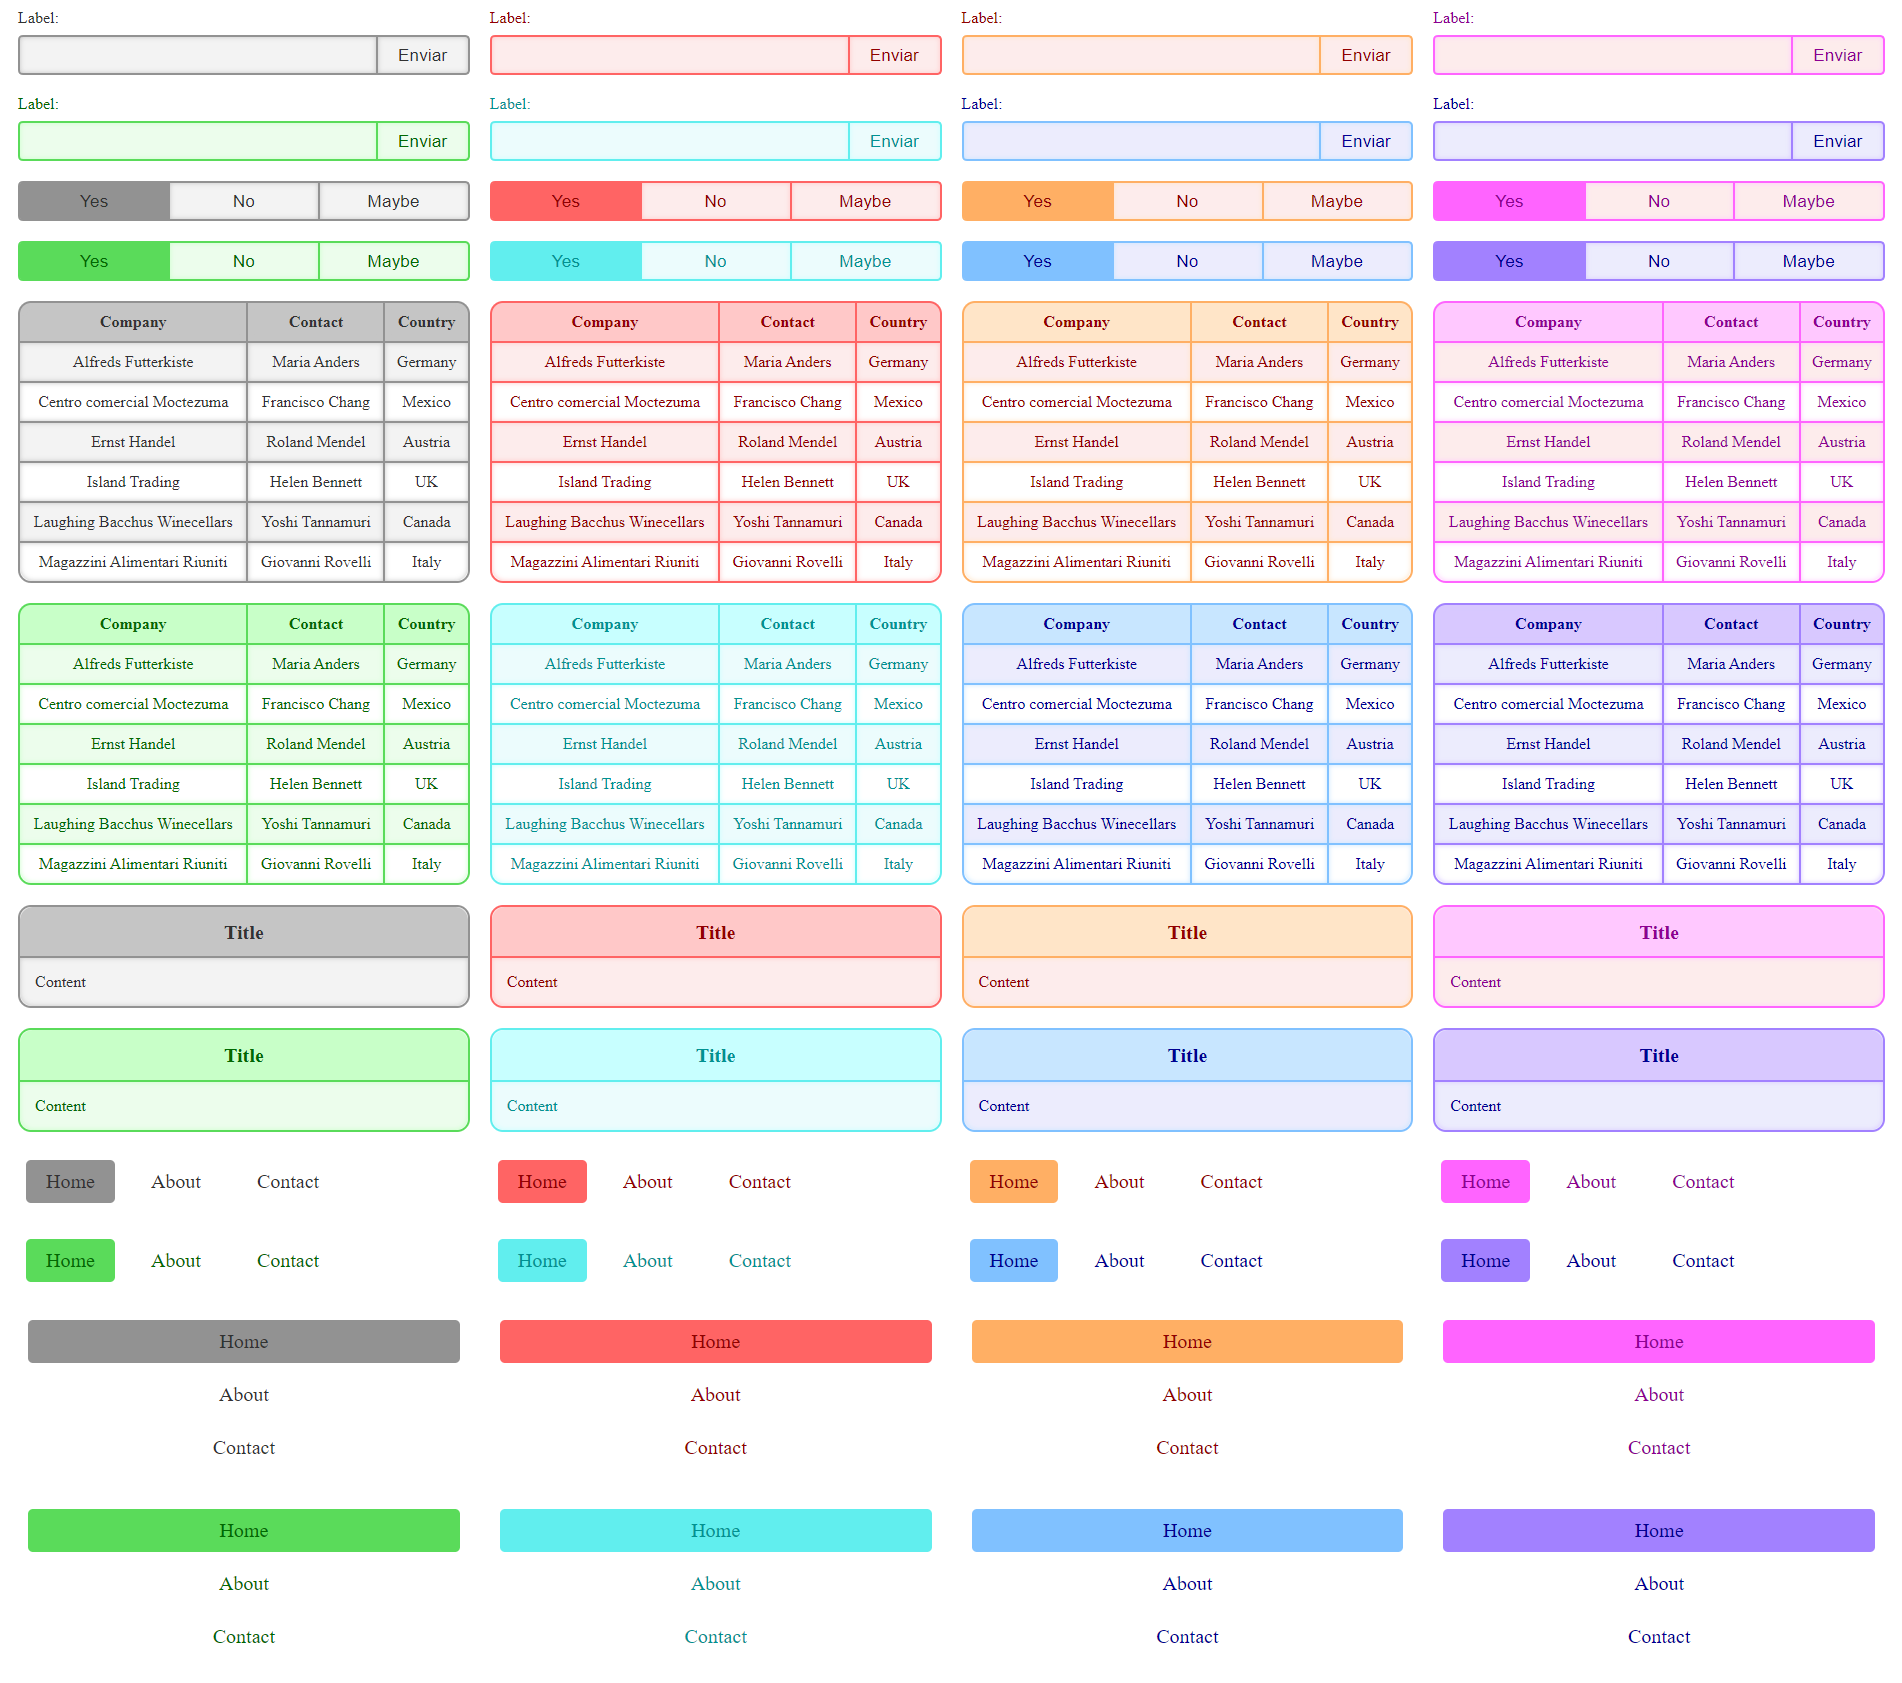 Label: Label: Label: Label:
Enviar Enviar Enviar Enviar
Label: Label: Label: Label:
Enviar Enviar Enviar Enviar
Yes No Maybe Yes No Maybe Yes No Maybe Yes No Maybe
Yes No Maybe Yes No Maybe Yes No Maybe Yes No Maybe
Company Contact Country Company Contact Country Company Contact Country Company Contact Country
Alfreds Futterkiste Maria Anders Germany Alfreds Futterkiste Maria Anders Germany Alfreds Futterkiste Maria Anders Germany Alfreds Futterkiste Maria Anders Germany
Centro comercial Moctezuma Francisco Chang Mexico Centro comercial Moctezuma Francisco Chang Mexico Centro comercial Moctezuma Francisco Chang Mexico Centro comercial Moctezuma Francisco Chang Mexico
Ernst Handel Roland Mendel Austria Ernst Handel Roland Mendel Austria Ernst Handel Roland Mendel Austria Ernst Handel Roland Mendel Austria
Island Trading Helen Bennett UK Island Trading Helen Bennett UK Island Trading Helen Bennett UK Island Trading Helen Bennett UK
Laughing Bacchus Winecellars Yoshi Tannamuri Canada Laughing Bacchus Winecellars Yoshi Tannamuri Canada Laughing Bacchus Winecellars Yoshi Tannamuri Canada Laughing Bacchus Winecellars Yoshi Tannamuri Canada
Magazzini Alimentari Riuniti Giovanni Rovelli Italy Magazzini Alimentari Riuniti Giovanni Rovelli Italy Magazzini Alimentari Riuniti Giovanni Rovelli Italy Magazzini Alimentari Riuniti Giovanni Rovelli Italy
Company Contact Country Company Contact Country Company Contact Country Company Contact Country
Alfreds Futterkiste Maria Anders Germany Alfreds Futterkiste Maria Anders Germany Alfreds Futterkiste Maria Anders Germany Alfreds Futterkiste Maria Anders Germany
Centro comercial Moctezuma Francisco Chang Mexico Centro comercial Moctezuma Francisco Chang Mexico Centro comercial Moctezuma Francisco Chang Mexico Centro comercial Moctezuma Francisco Chang Mexico
Ernst Handel Roland Mendel Austria Ernst Handel Roland Mendel Austria Ernst Handel Roland Mendel Austria Ernst Handel Roland Mendel Austria
Island Trading Helen Bennett UK Island Trading Helen Bennett UK Island Trading Helen Bennett UK Island Trading Helen Bennett UK
Laughing Bacchus Winecellars Yoshi Tannamuri Canada Laughing Bacchus Winecellars Yoshi Tannamuri Canada Laughing Bacchus Winecellars Yoshi Tannamuri Canada Laughing Bacchus Winecellars Yoshi Tannamuri Canada
Magazzini Alimentari Riuniti Giovanni Rovelli Italy Magazzini Alimentari Riuniti Giovanni Rovelli Italy Magazzini Alimentari Riuniti Giovanni Rovelli Italy Magazzini Alimentari Riuniti Giovanni Rovelli Italy
Title Title Title Title
Content Content Content Content
Title Title Title Title
Content Content Content Content
Home About Contact Home About Contact Home About Contact Home About Contact
Home About Contact Home About Contact Home About Contact Home About Contact
Home Home Home Home
About About About About
Contact Contact Contact Contact
Home Home Home Home
About About About About
Contact Contact Contact Contact